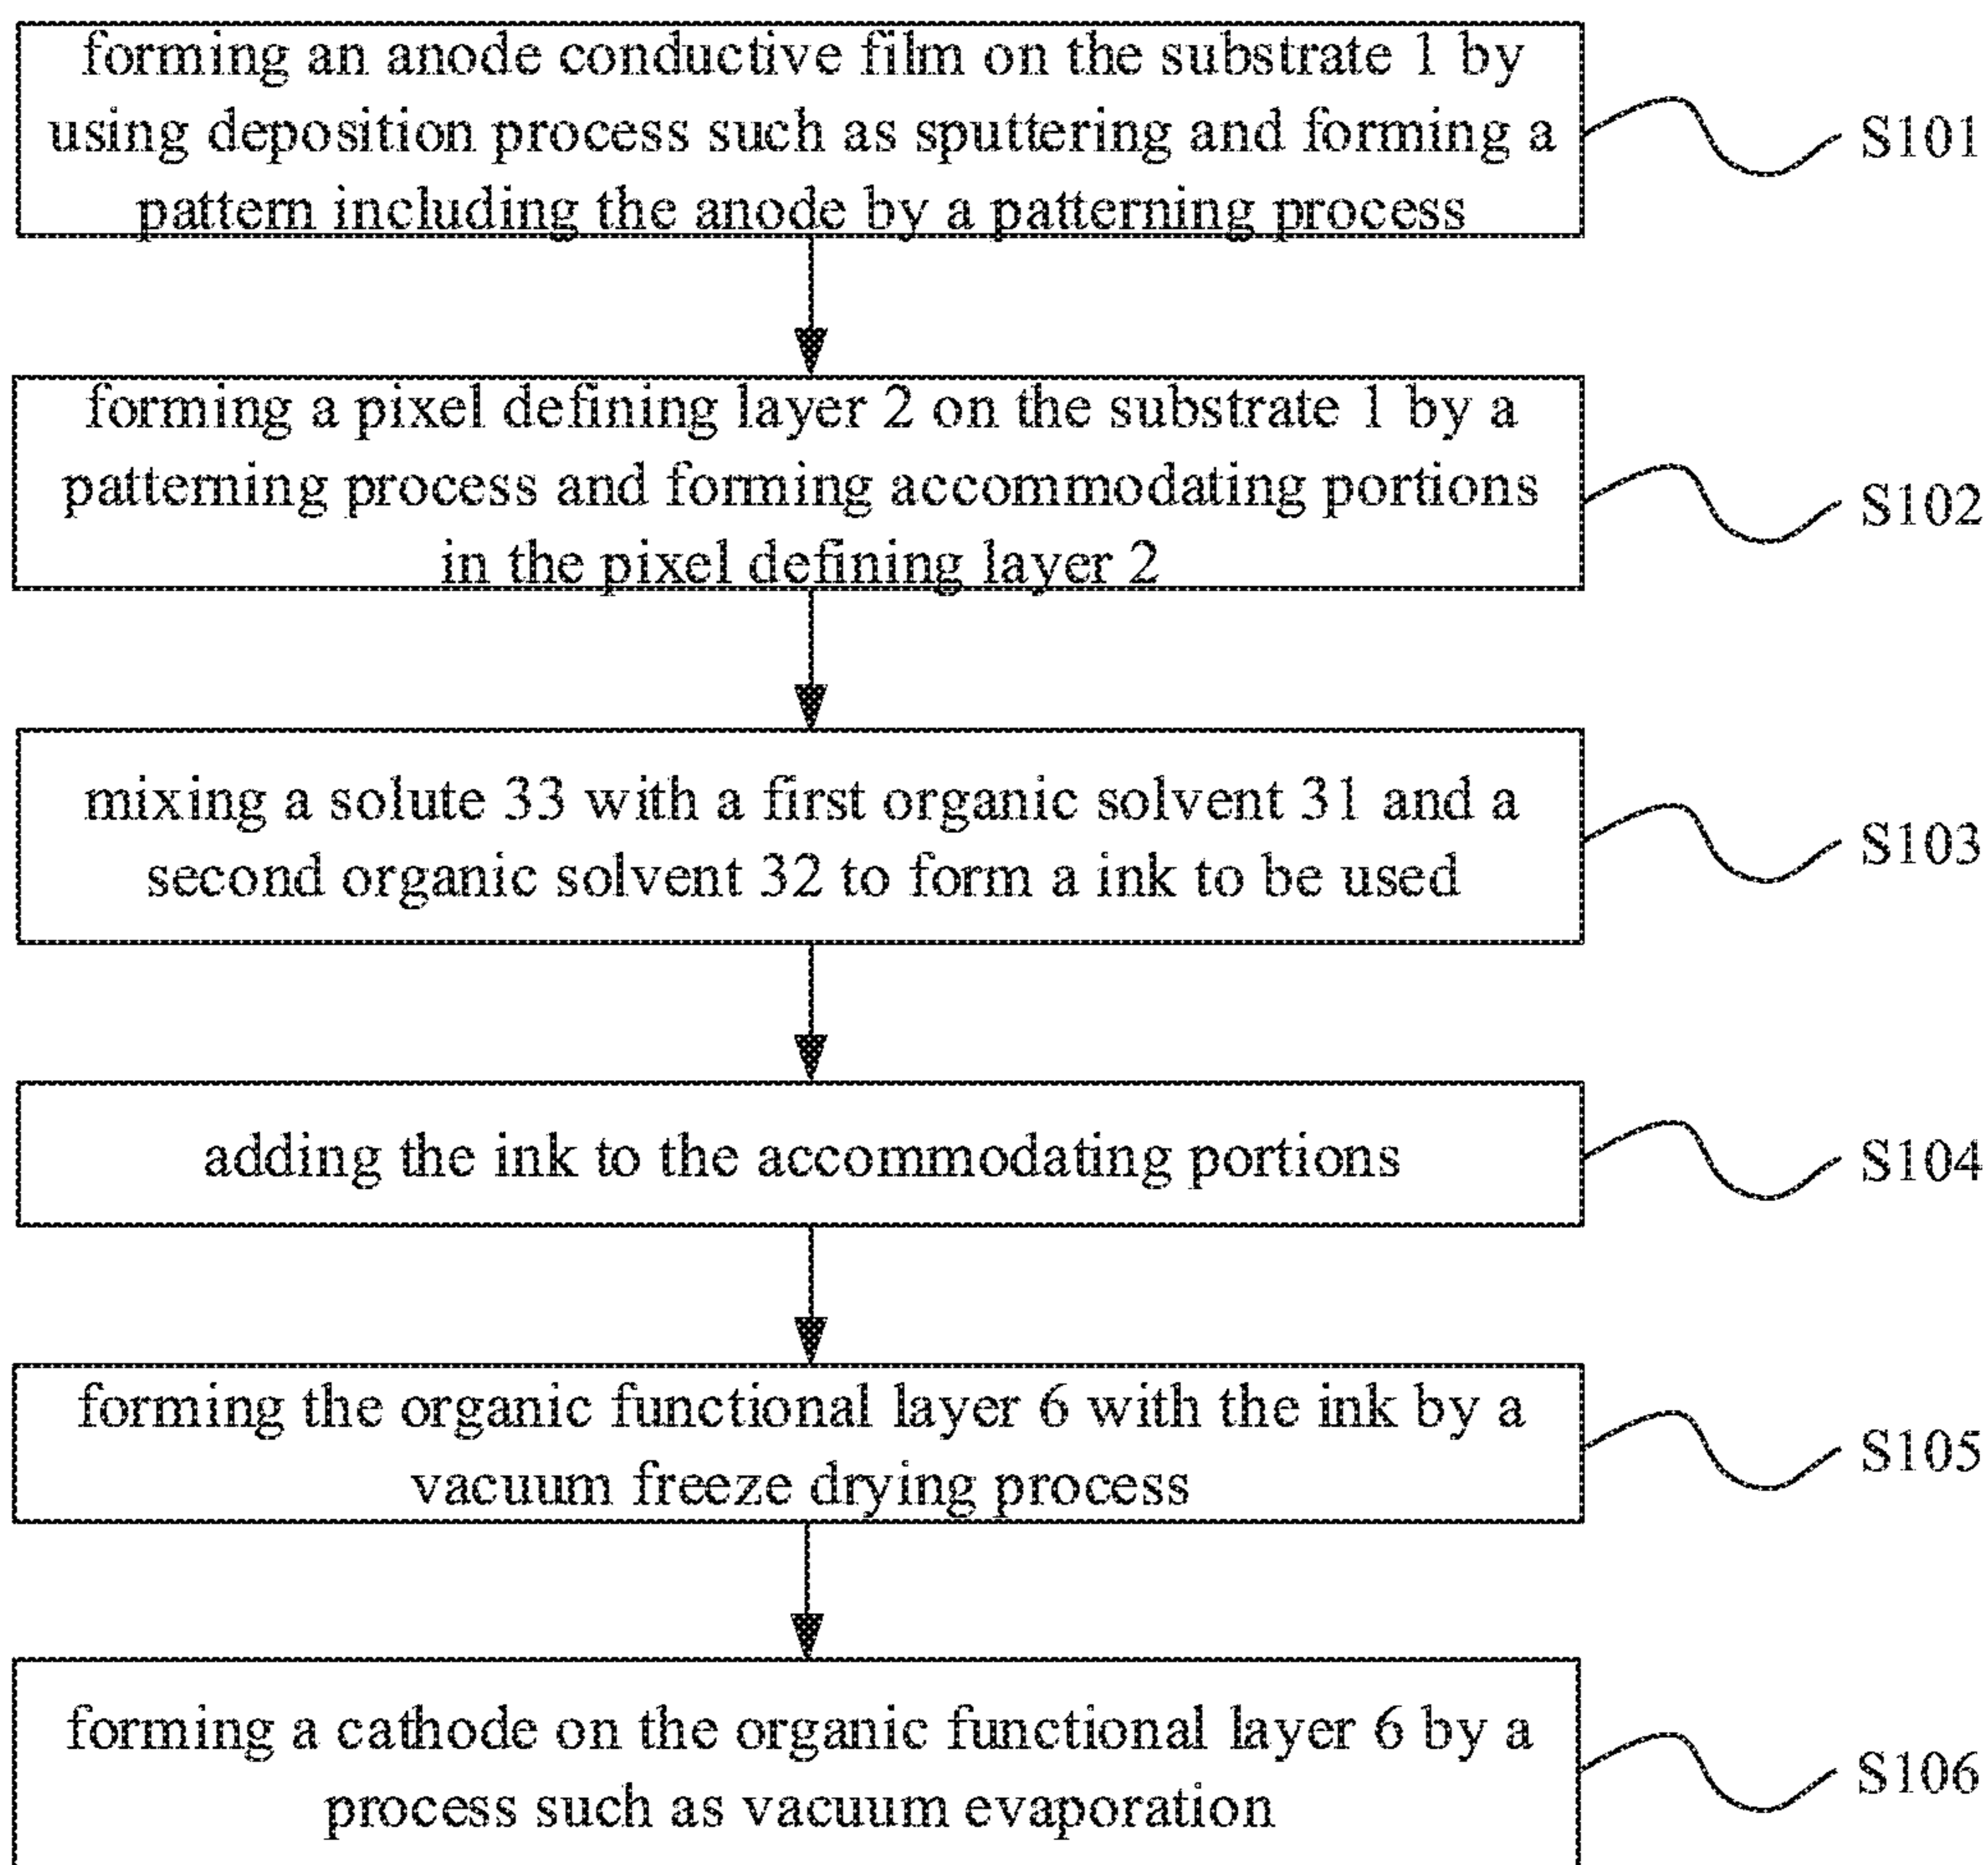 forming an anode conductive film on the substrate 1 by
using deposition process such as sputtering and forming a
pattern including the anode by a patterning process
S101
forming a pixel defining layer 2 on the substrate 1 by a
patterning process and forming accommodating portions
in the pixel defining layer 2
S102
mixing a solute 33 with a first organic solvent 31 and a
second organic solvent 32 to form a ink to be used
S103
adding the ink to the accommodating portions
S104
forming the organic functional layer 6 with the ink by a
vacuum freeze drying process
S105
forming a cathode on the organic functional layer 6 by a
process such as vacuum evaporation
S106